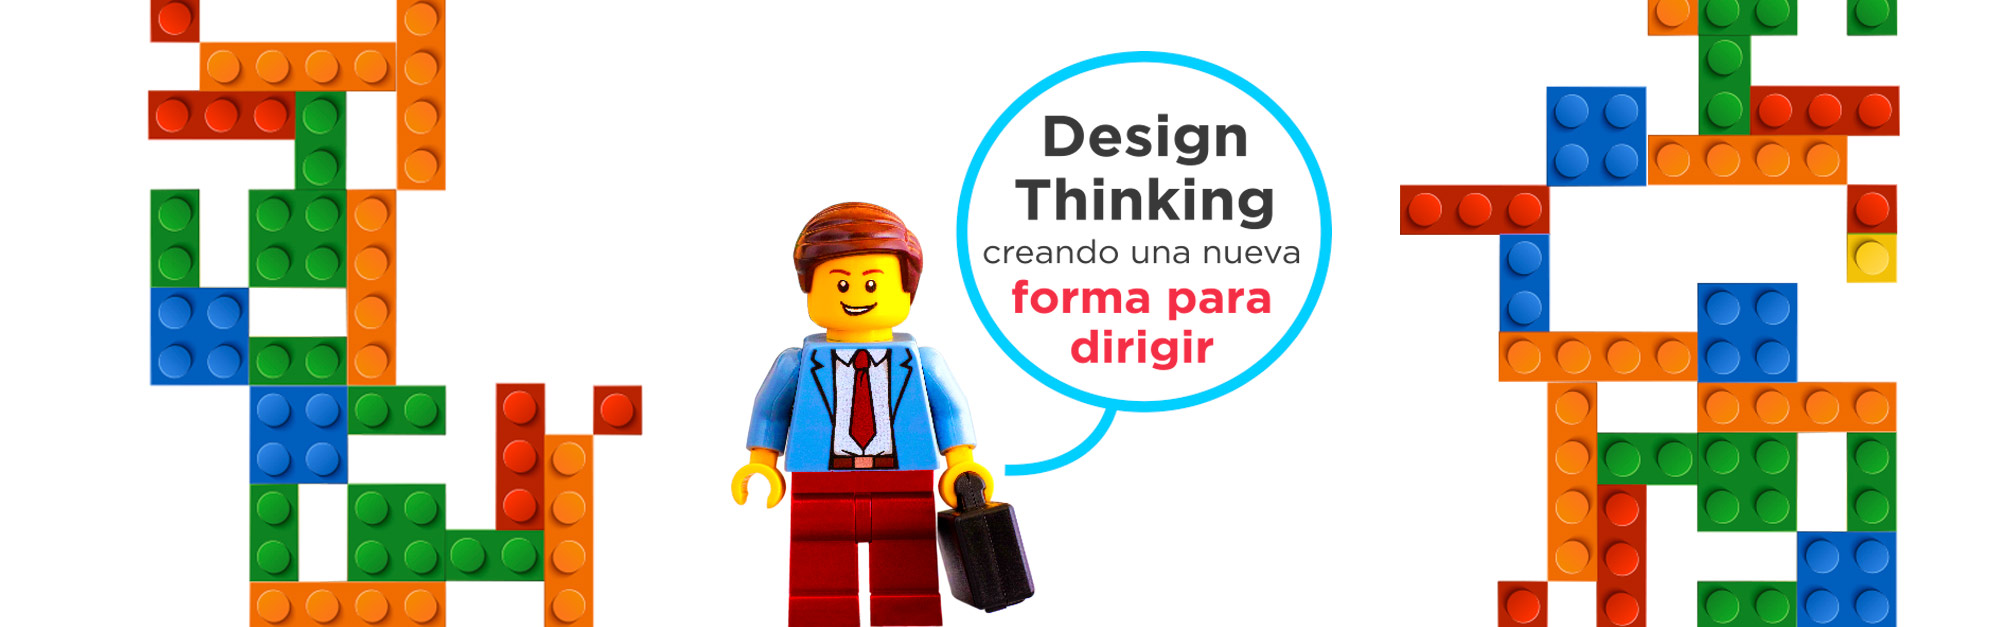 Design
Thinking
creando una nueva
forma para
dirigir